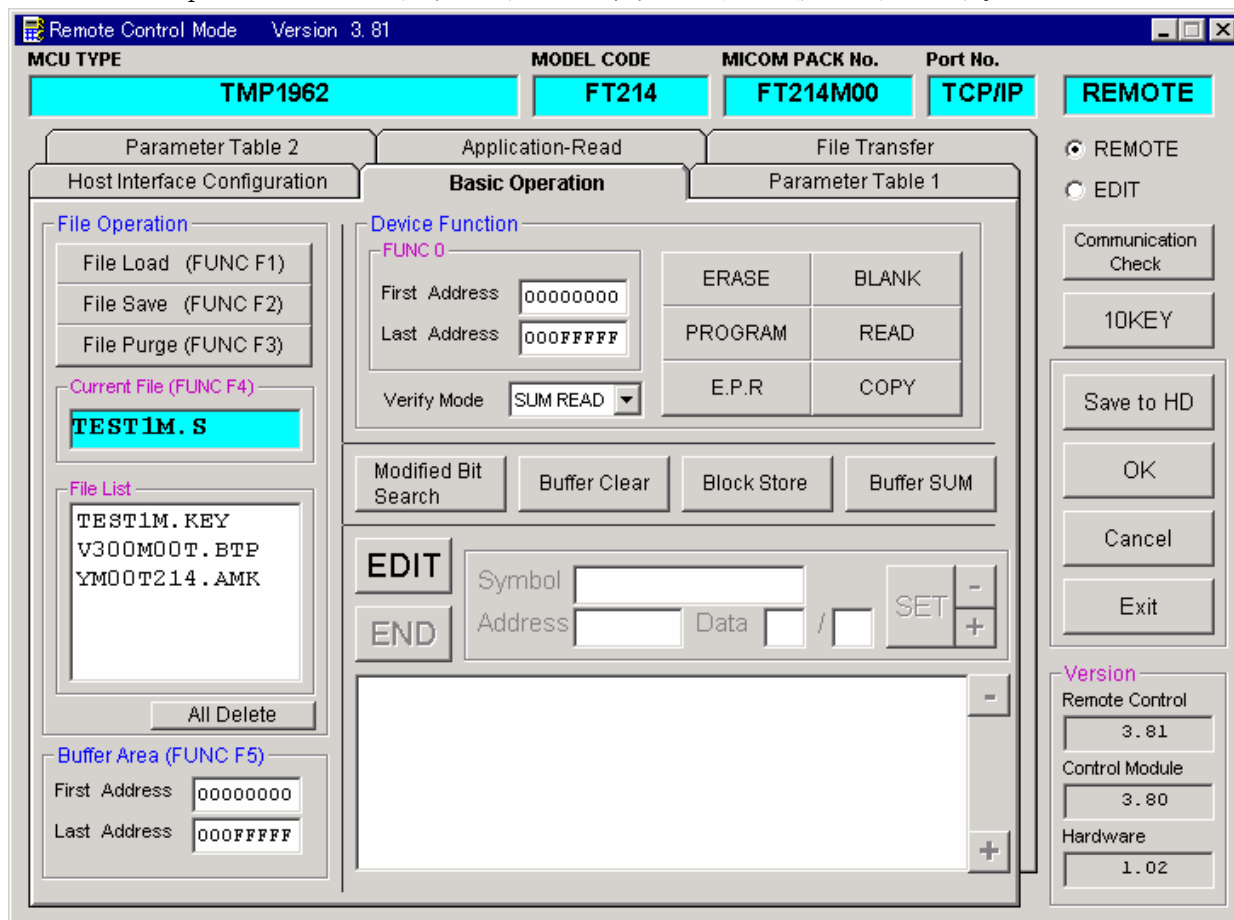 Remote Control Mode Version 3.81
MCU TYPE MODEL CODE MICOM PACK No. Port No.
TMP1962 FT214 FT214M00 TCP/IP REMOTE
Parameter Table 2 Application-Read File Transfer
Host Interface Configuration Basic Operation Parameter Table 1
REMOTE
EDIT
Communication
Check
10KEY
Save to HD
OK
Cancel
Exit
Version
Remote Control
3.81
Control Module
3.80
Hardware
1.02
File Operation
File Load (FUNC F1)
File Save (FUNC F2)
File Purge (FUNC F3)
Current File (FUNC F4)
TEST1M.S
File List
TEST1M.KEY
V300M00T.BTP
YM00T214.AMK
All Delete
Buffer Area (FUNC F5)
First Address 00000000
Last Address 000FFFFF
Device Function
FUNC 0
First Address 00000000
Last Address 000FFFFF
Verify Mode SUM READ
ERASE BLANK
PROGRAM READ
E.P.R COPY
Modified Bit
Search
Buffer Clear Block Store Buffer SUM
EDIT
END
Symbol
Address Data /
SET - +
-
+